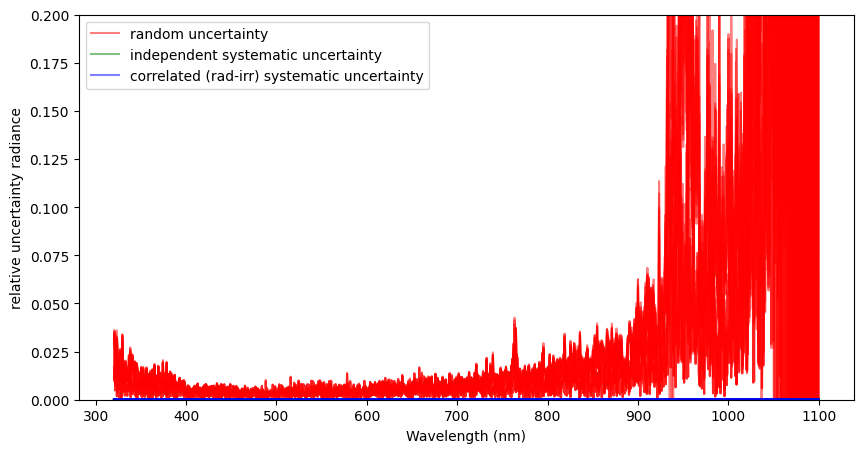 random uncertainty
independent systematic uncertainty
correlated (rad-irr) systematic uncertainty
relative uncertainty radiance
0.200
0.175
0.150
0.125
0.100
0.075
0.050
0.025
0.000
300 400 500 600 700 800 900 1000 1100
Wavelength (nm)